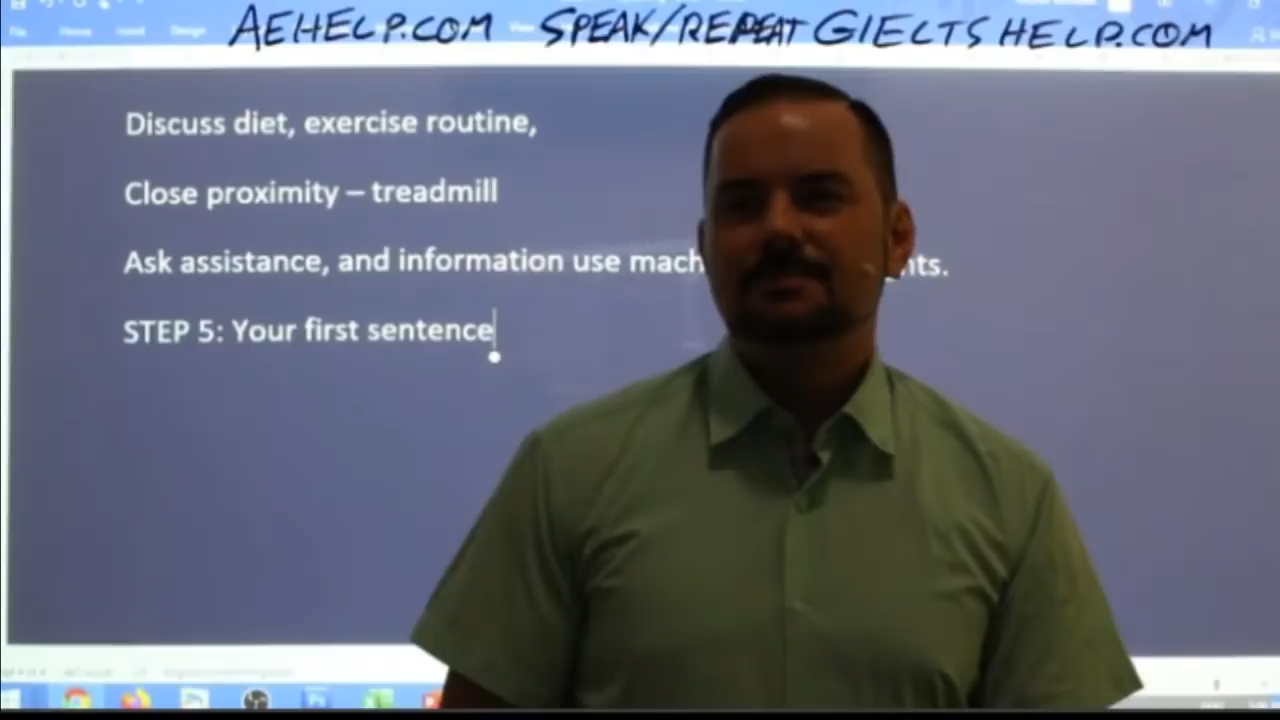 AEHELP.COM SPEAK/REPEAT GIELTSHELP.COM
Discuss diet, exercise routine,
Close proximity – treadmill
Ask assistance, and information use mach nts.
STEP 5: Your first sentence